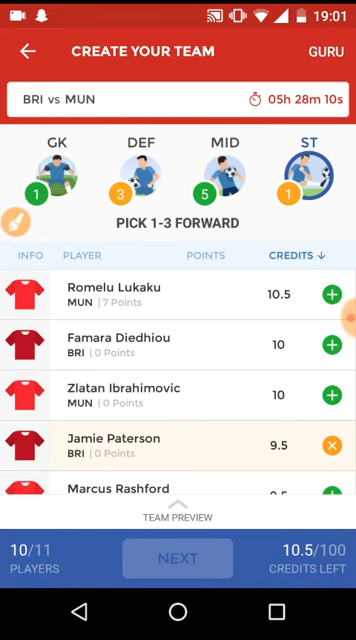 19:01
CREATE YOUR TEAM GURU
BRI vs MUN 05h 28m 10s
GK DEF MID ST
1 3 5 1
PICK 1-3 FORWARD
INFO PLAYER POINTS CREDITS
Romelu Lukaku
MUN | 7 Points 10.5
Famara Diedhiou
BRI | 0 Points 10
Zlatan Ibrahimovic
MUN | 0 Points 10
Jamie Paterson
BRI | 0 Points 9.5
Marcus Rashford
TEAM PREVIEW
10/11 NEXT 10.5/100
PLAYERS CREDITS LEFT